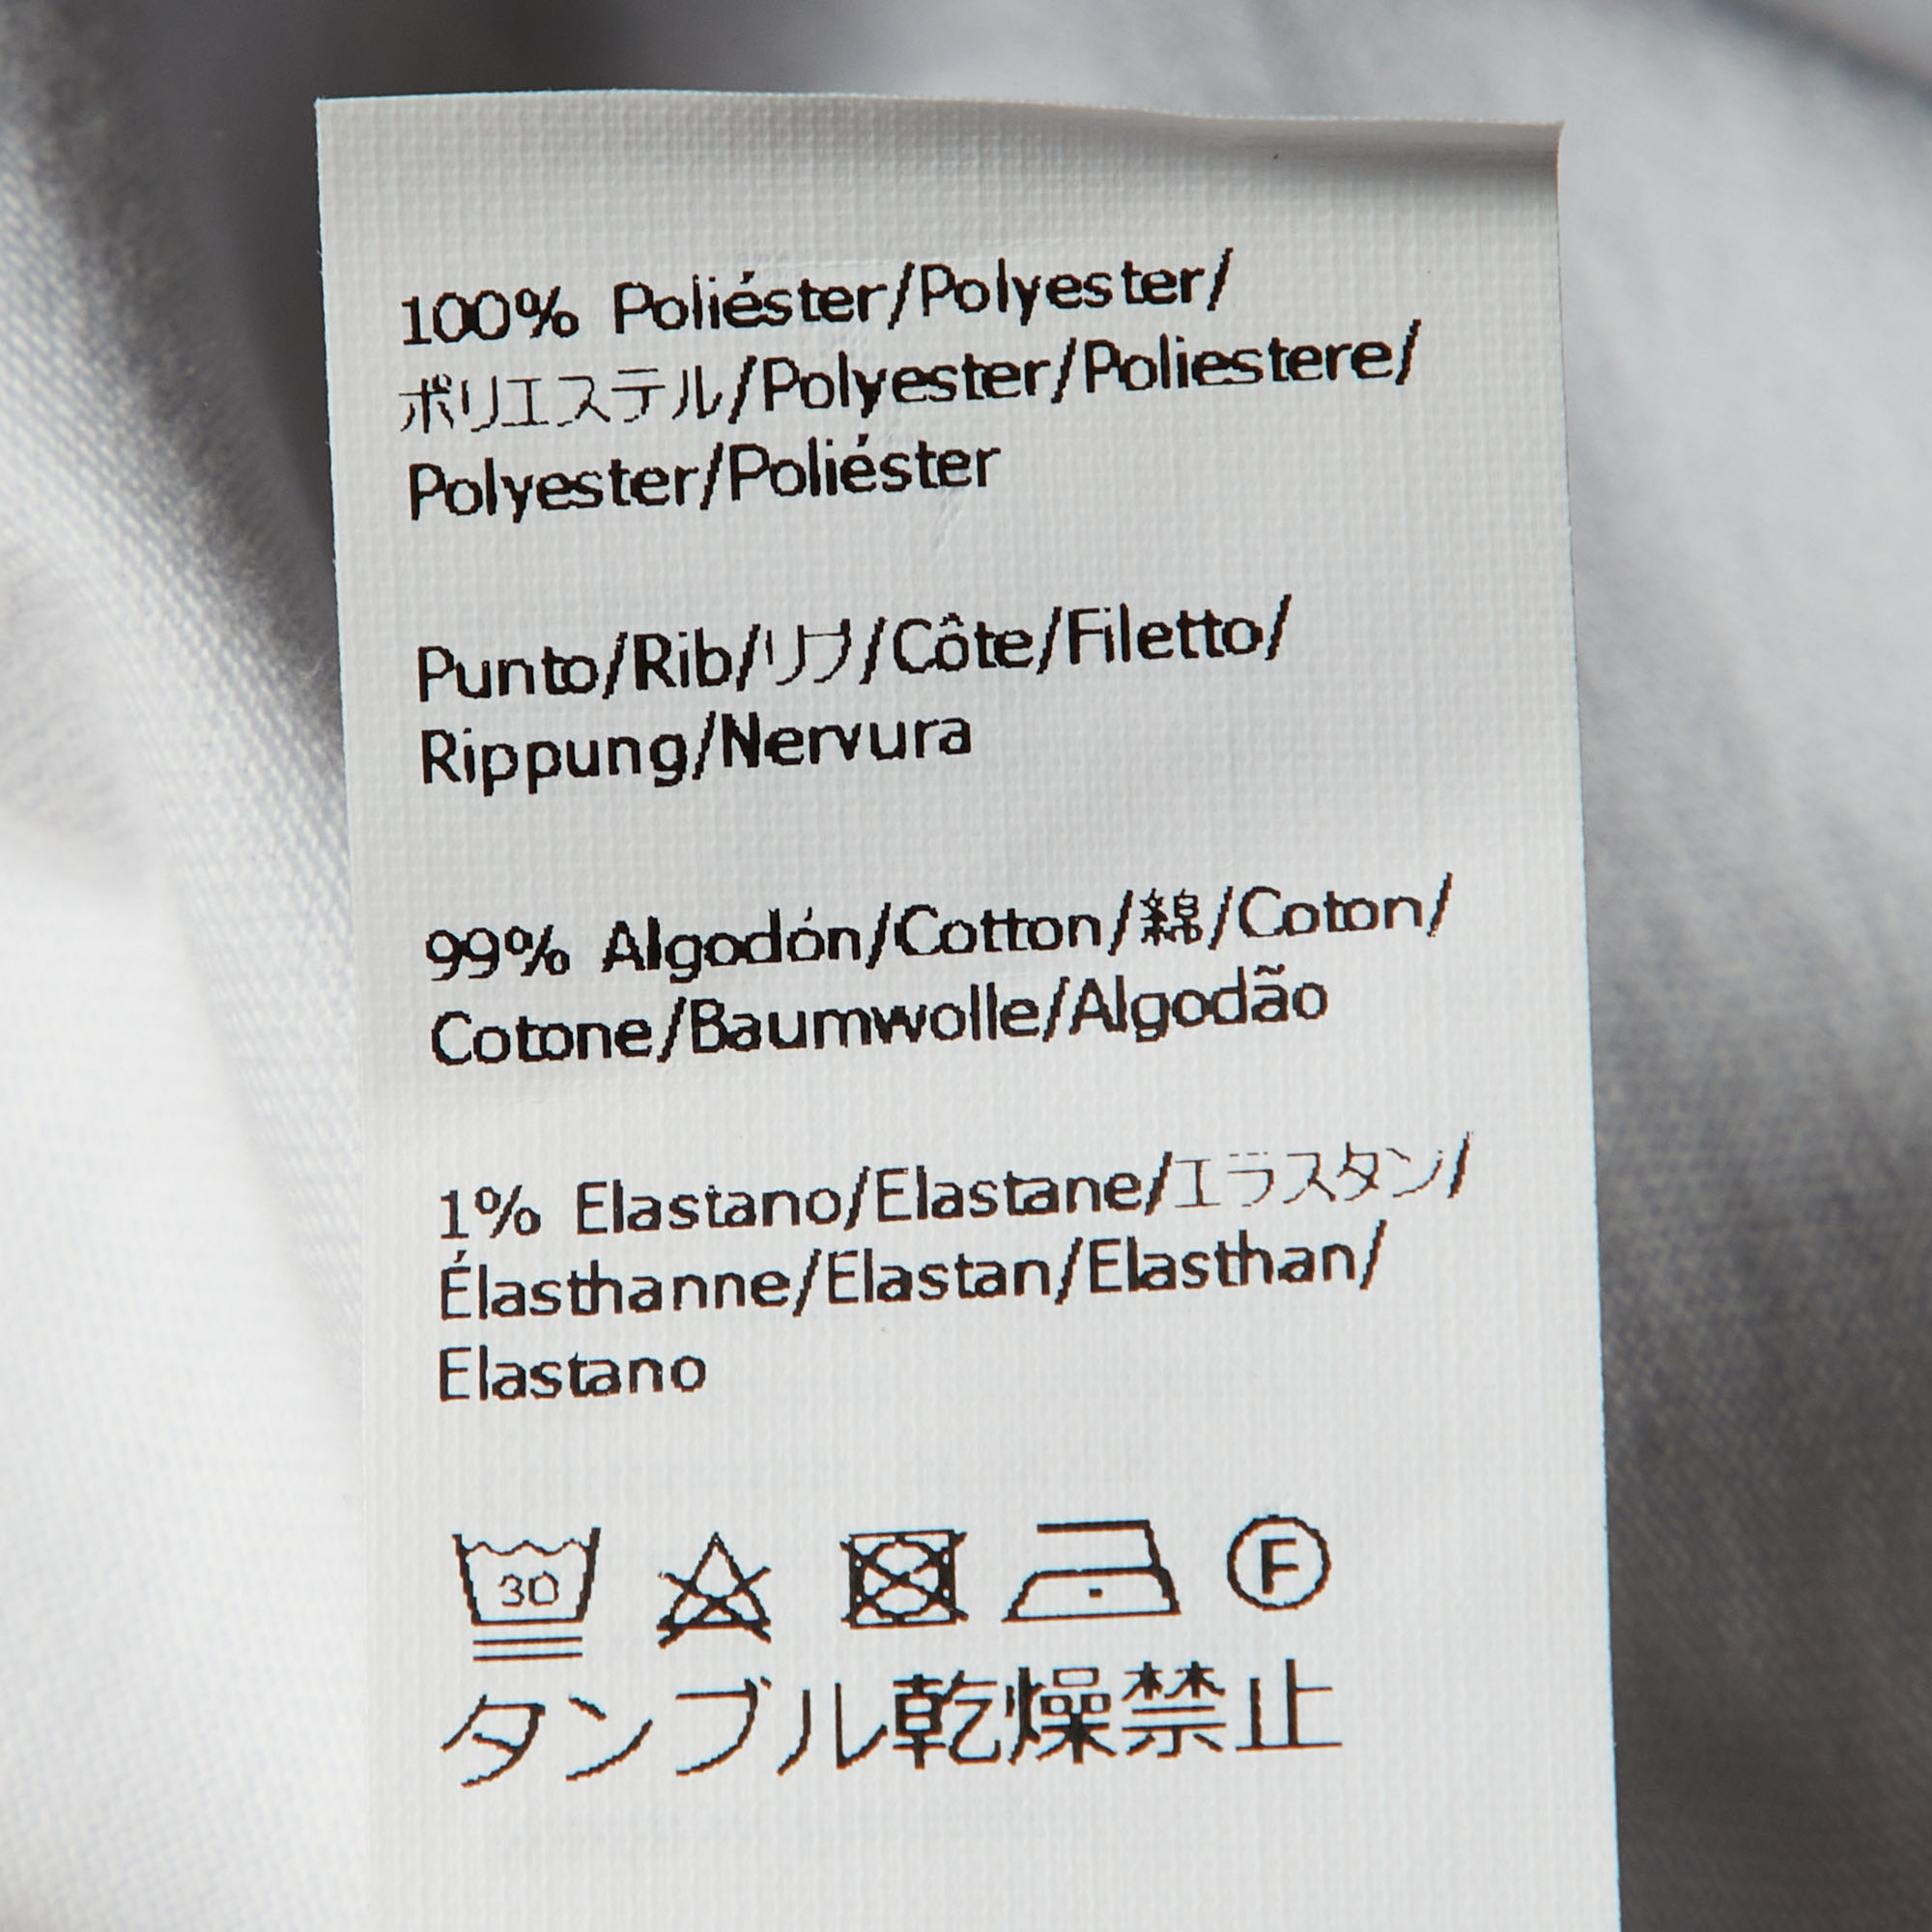 100% Poliéster/Polyester/
ポリエステル/Polyester/Poliestere/
Polyester/Poliéster
Punto/Rib/リブ/Côte/Filetto/
Rippung/Nervura
99% Algodón/Cotton/綿/Coton/
Cotone/Baumwolle/Algodão
1% Elastano/Elastane/エラスタン/
Élasthanne/Elastan/Elasthan/
Elastano
30 F
タンブル乾燥禁止